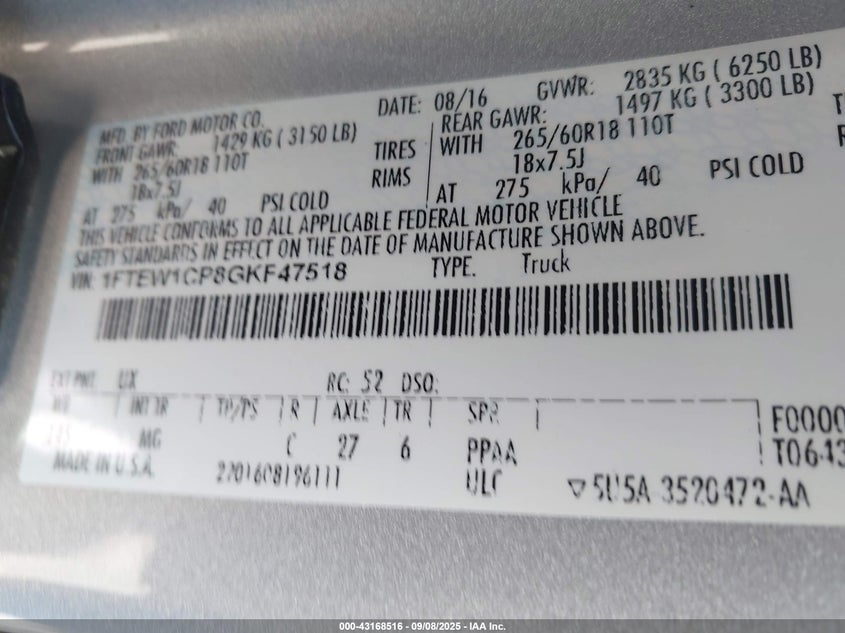 MFD. BY FORD MOTOR CO. DATE: 08/16 GVWR: 2835 KG ( 6250 LB)
FRONT GAWR: 1429 KG ( 3150 LB) REAR GAWR: 1497 KG ( 3300 LB)
WITH 265/60R18 110T TIRES WITH 265/60R18 110T
18x7.5J RIMS 18x7.5J
AT 275 kPa/ 40 PSI COLD AT 275 kPa/ 40 PSI COLD
THIS VEHICLE CONFORMS TO ALL APPLICABLE FEDERAL MOTOR VEHICLE
SAFETY STANDARDS IN EFFECT ON THE DATE OF MANUFACTURE SHOWN ABOVE.
VIN: 1FTEW1CP8GKF47518 TYPE: Truck
EXT PNT: UX RC: 52 DSO:
WB INT TR TP/PS R AXLE TR SPR F0000
145 MG C 27 6 PPAA T0643
MADE IN U.S.A. 2201608196111 ULC ▽5U5A-3520472-AA
000-43168516 - 09/08/2025 - IAA Inc.